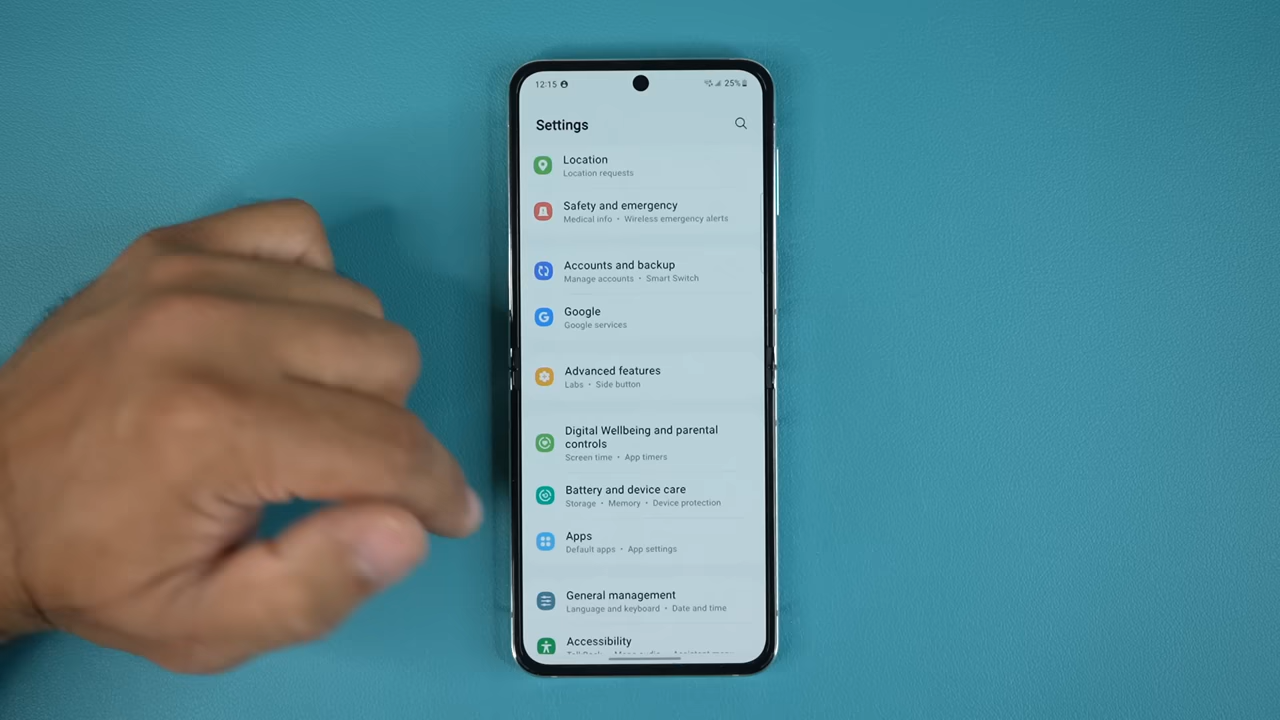 12:15
25%
Settings
Location
Location requests
Safety and emergency
Medical info • Wireless emergency alerts
Accounts and backup
Manage accounts • Smart Switch
Google
Google services
Advanced features
Labs • Side button
Digital Wellbeing and parental
controls
Screen time • App timers
Battery and device care
Storage • Memory • Device protection
Apps
Default apps • App settings
General management
Language and keyboard • Date and time
Accessibility